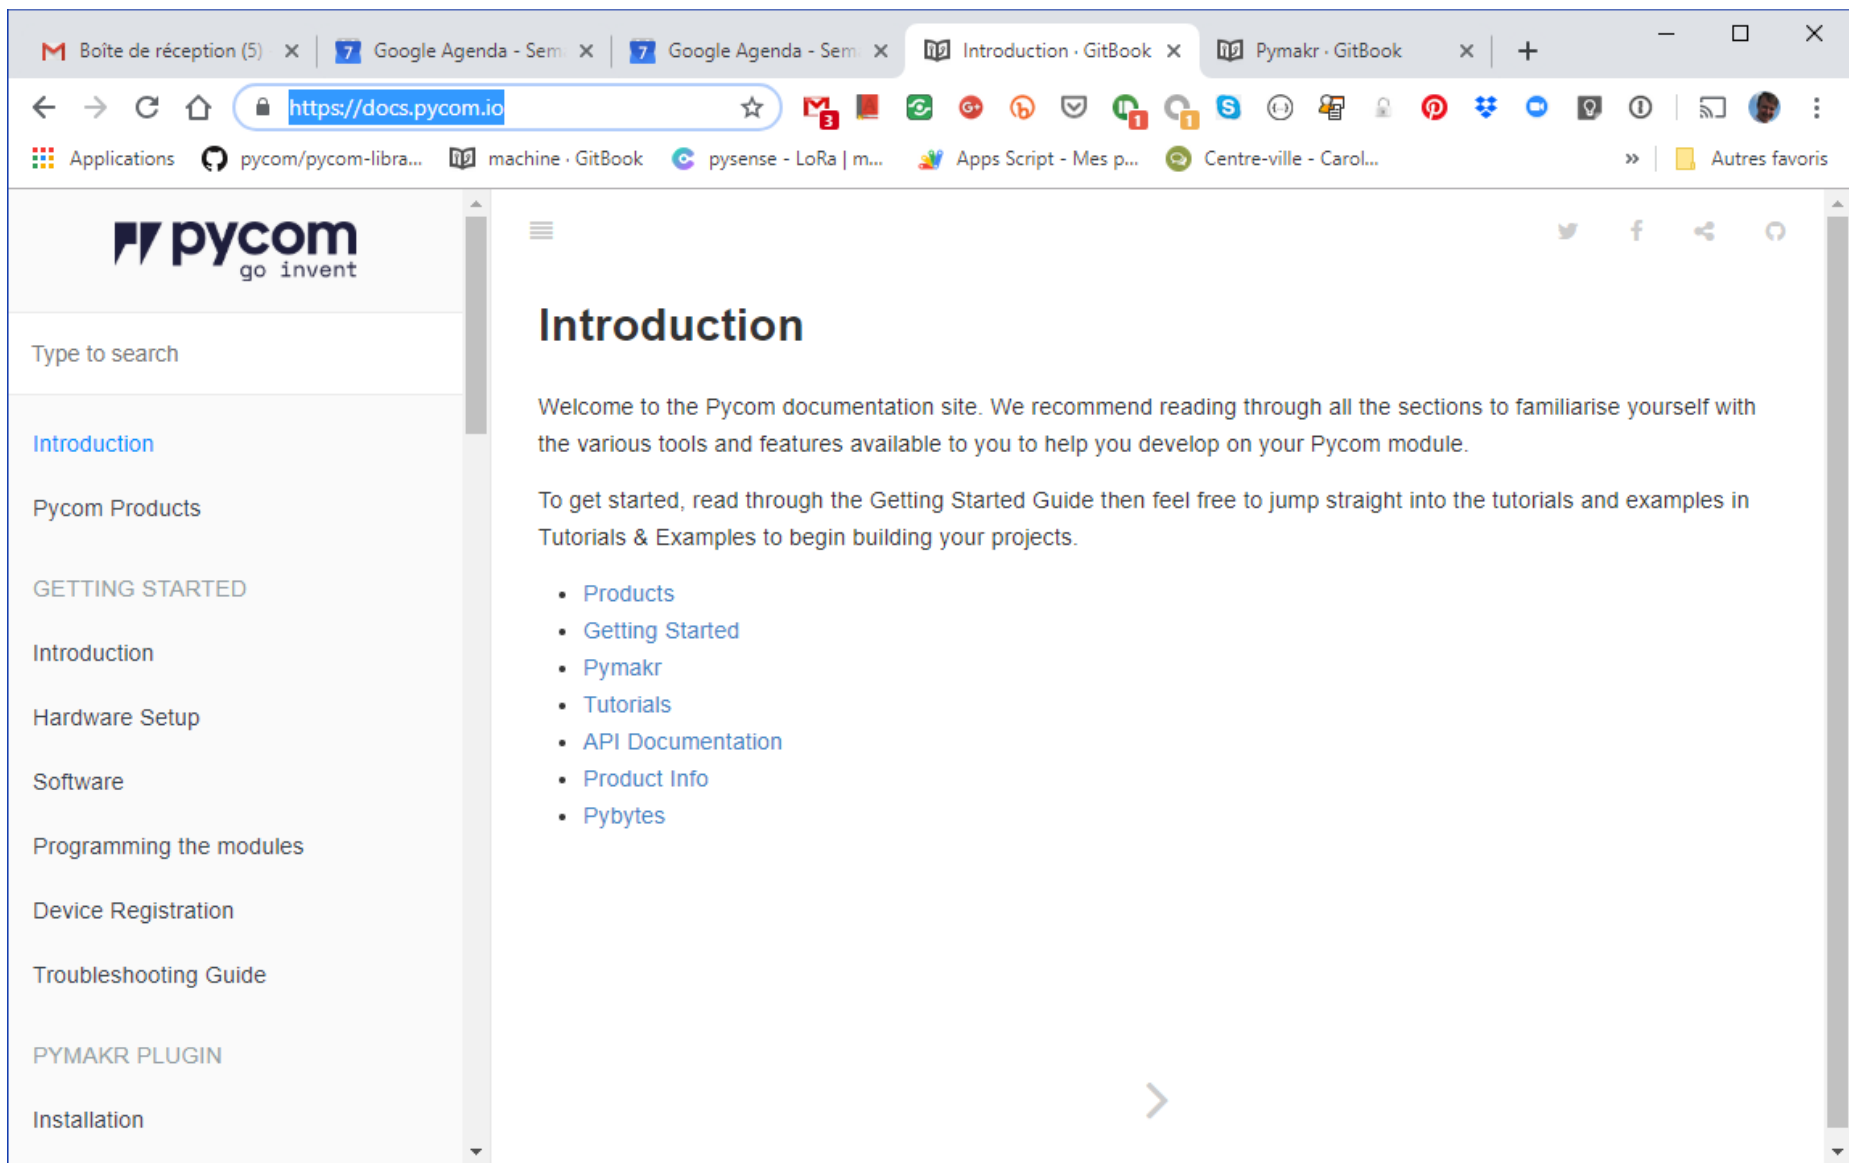 Boîte de réception (5)
Google Agenda - Sem
Google Agenda - Sem
Introduction · GitBook
Pymakr · GitBook
https://docs.pycom.io
3
1
1
Applications
pycom/pycom-libra...
machine · GitBook
pysense - LoRa | m...
Apps Script - Mes p...
Centre-ville - Carol...
»
Autres favoris
pycom
go invent
Type to search
Introduction
Pycom Products
GETTING STARTED
Introduction
Hardware Setup
Software
Programming the modules
Device Registration
Troubleshooting Guide
PYMAKR PLUGIN
Installation
Introduction
Welcome to the Pycom documentation site. We recommend reading through all the sections to familiarise yourself with
the various tools and features available to you to help you develop on your Pycom module.
To get started, read through the Getting Started Guide then feel free to jump straight into the tutorials and examples in
Tutorials & Examples to begin building your projects.
• Products
• Getting Started
• Pymakr
• Tutorials
• API Documentation
• Product Info
• Pybytes